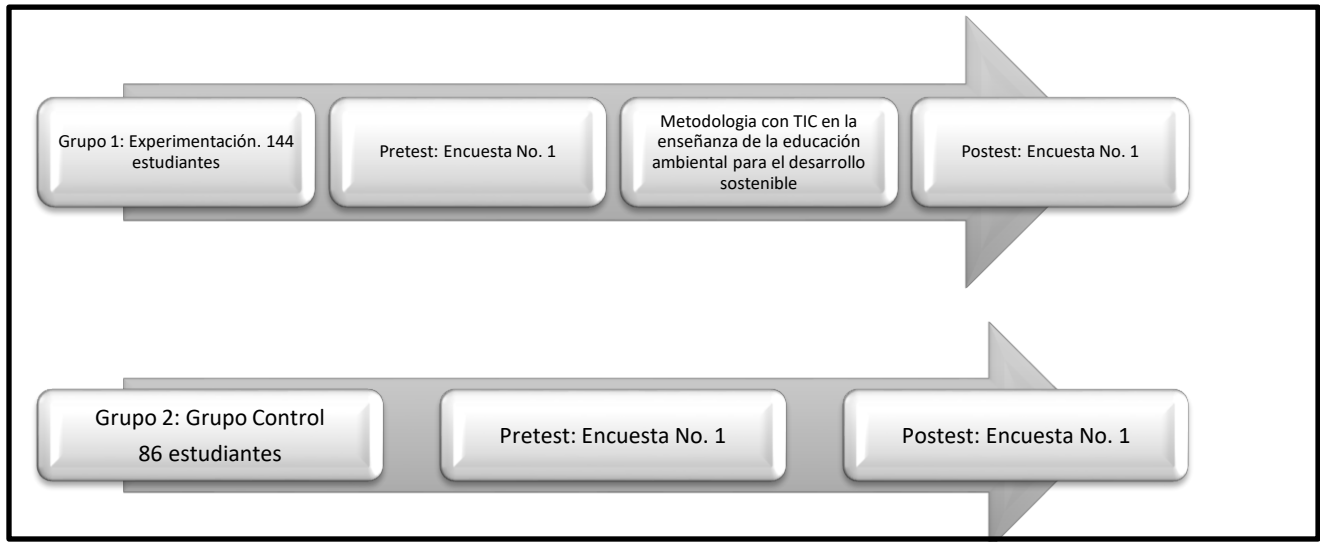 Grupo 1: Experimentación. 144
estudiantes
Pretest: Encuesta No. 1
Metodologia con TIC en la
enseñanza de la educación
ambiental para el desarrollo
sostenible
Postest: Encuesta No. 1
Grupo 2: Grupo Control
86 estudiantes
Pretest: Encuesta No. 1
Postest: Encuesta No. 1